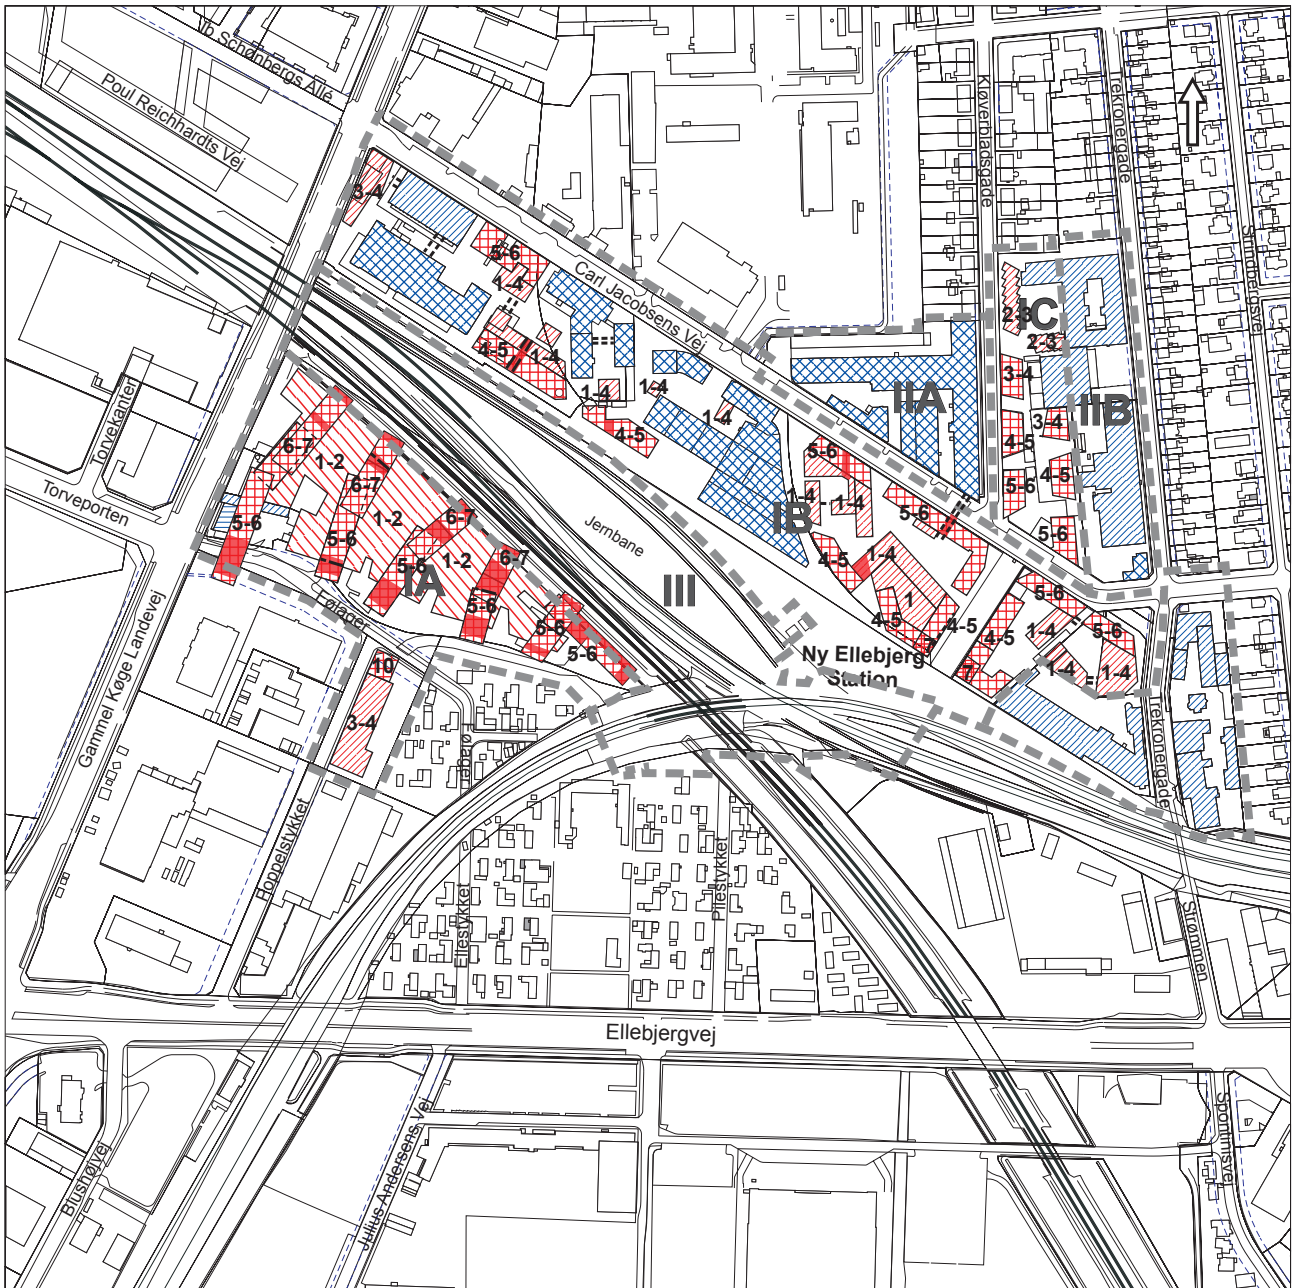 Ib Schønbergs Allé
Poul Reichhardts Vej
Kløverbladsgade
Trekronergade
Strindbergsvej
3-4
5-6
1-4
Carl Jacobsens Vej
IC
2-3
2-3
4-5
1-4
3-4
1-4
1-4
1-4
IIA
IIB
3-4
4-5
4-5
Torvekanter
Torveporten
6-7
1-2
6-7
1-2
6-7
5-6
5-6
1-2
5-6
6-7
5-6
5-6
5-6
IA
Følager
Jernbane
III
5-6
1-4
1-4
IB
5-6
4-5
1-4
1
4-5
4-5
7
5-6
4-5
5-6
5-6
1-4
5-6
4-5
7
1-4
1-4
Ny Ellebjerg
Station
10
3-4
Gammel Køge Landevej
Følager
Trekronergade
Hoppelstykket
Ellestykket
Pilestykket
Strømmen
Ellebjergvej
Blushøjvej
Julius Andersens Vej
Spontinisvej